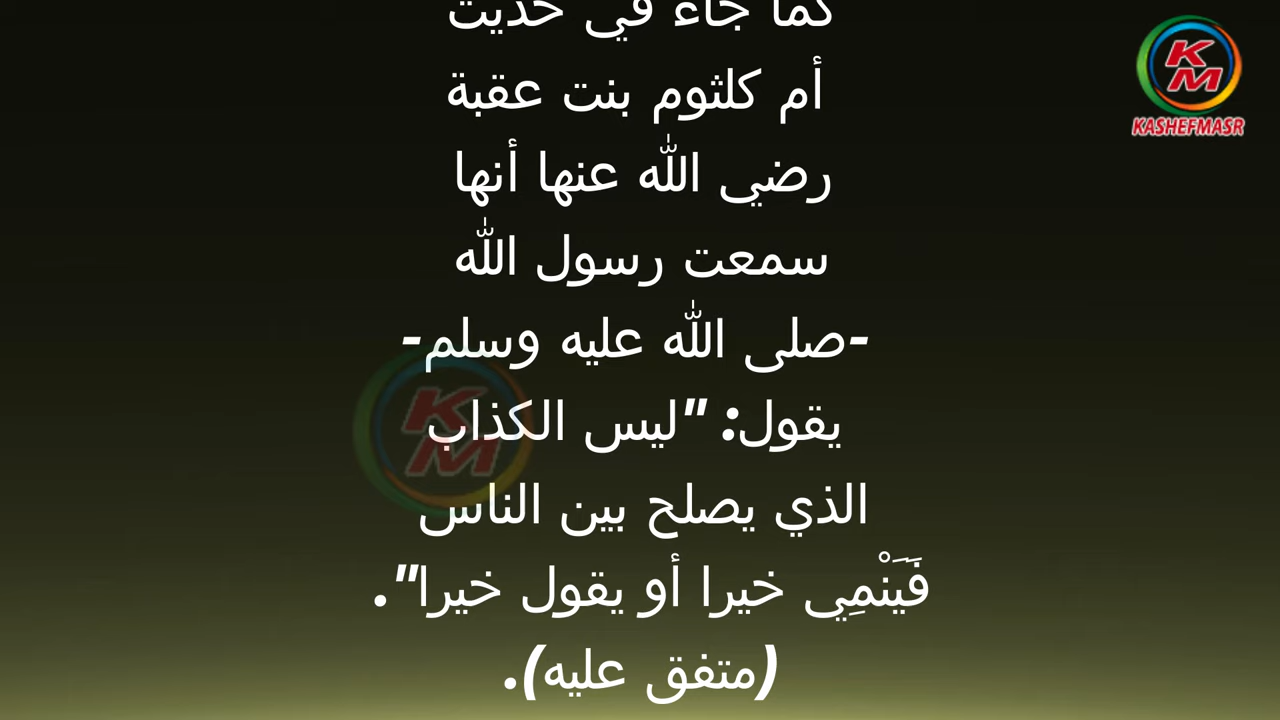 كما جاء في حديث
أم كلثوم بنت عقبة
رضي الله عنها أنها
سمعت رسول الله
-صلى الله عليه وسلم-
يقول: "ليس الكذاب
الذي يصلح بين الناس
فَيَنْمِي خيرا أو يقول خيرا".
(متفق عليه).
KM
KASHEFMASR
KM